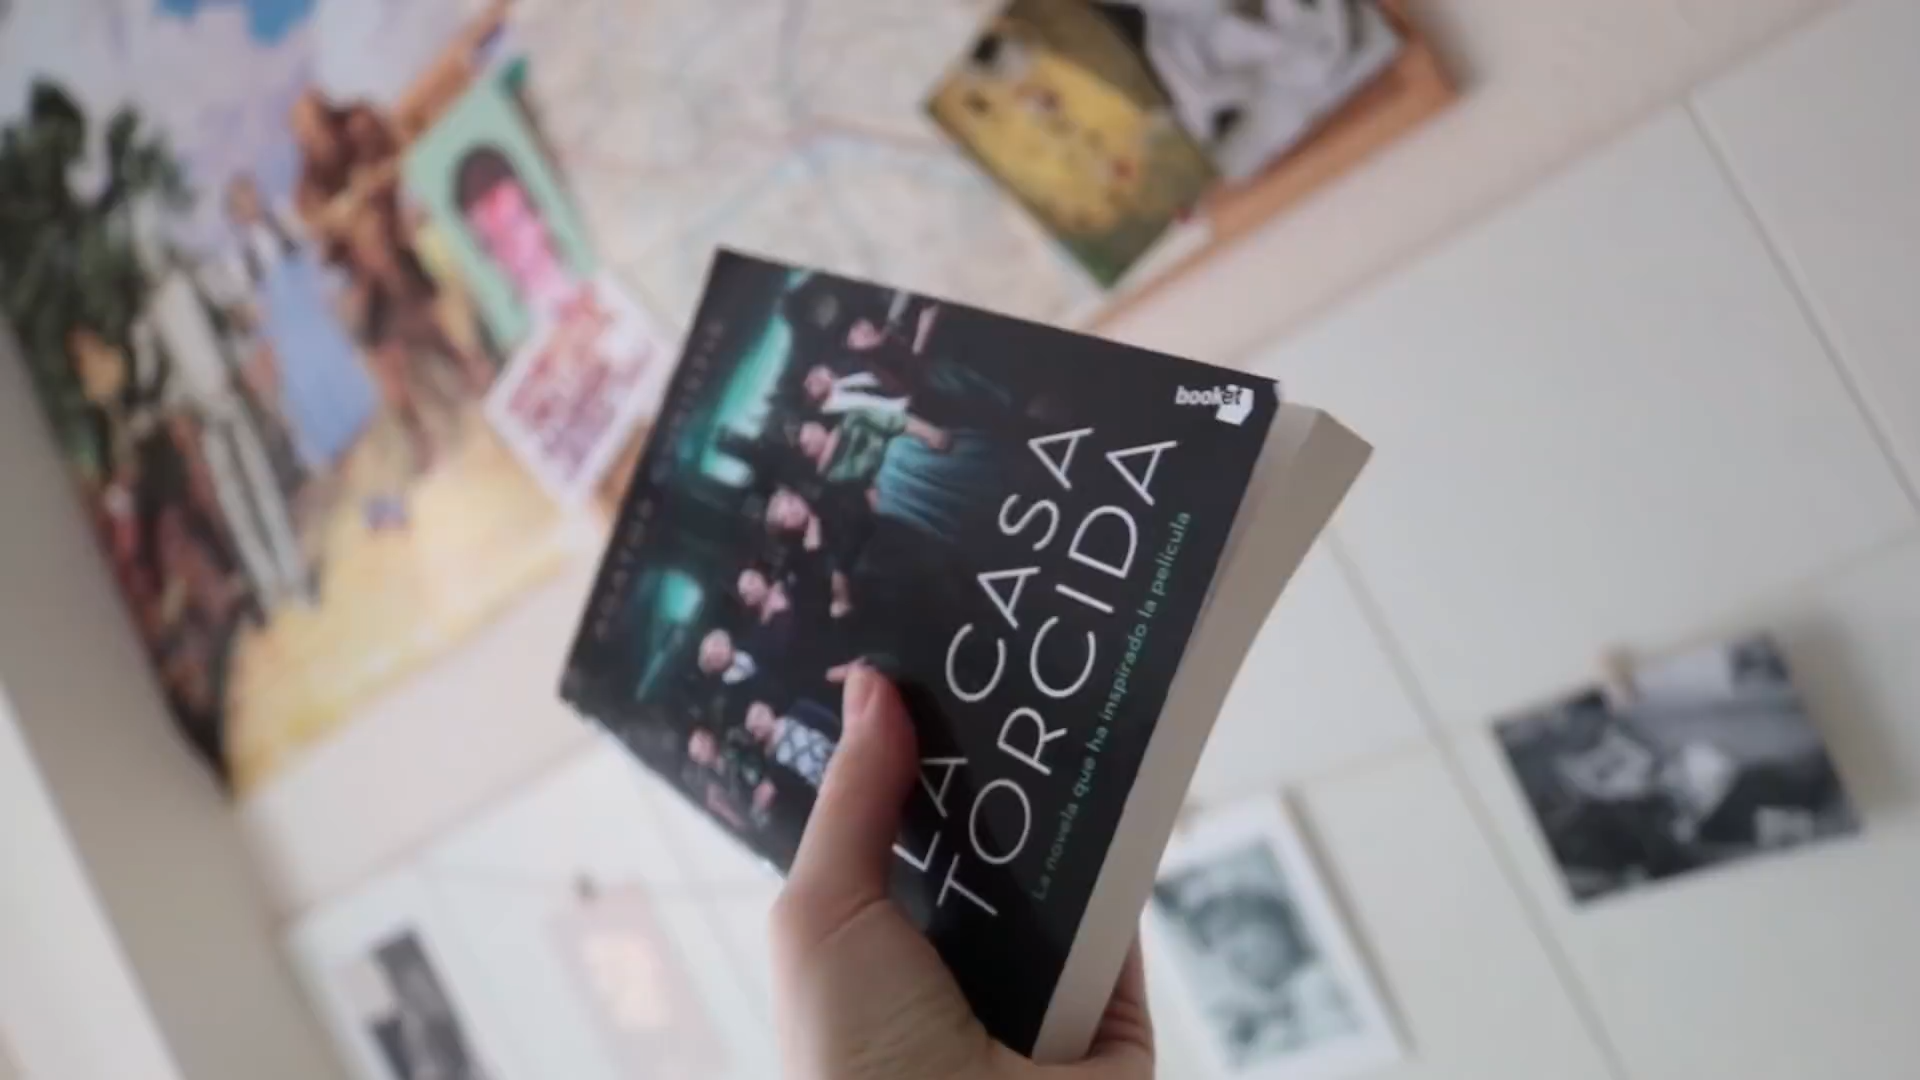 booket
LA CASA
TORCIDA
La novela que ha inspirado la película